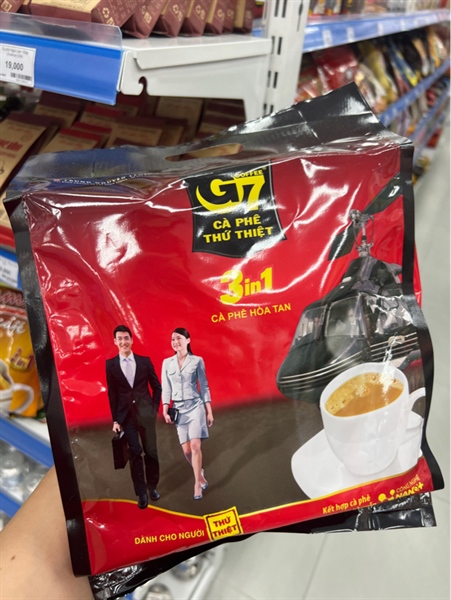 19,000
COFFEE
G7
CÀ PHÊ
THỨ THIỆT
3in1
CÀ PHÊ HÒA TAN
DÀNH CHO NGƯỜI
THỨ
THIỆT
Kết hợp cà phê